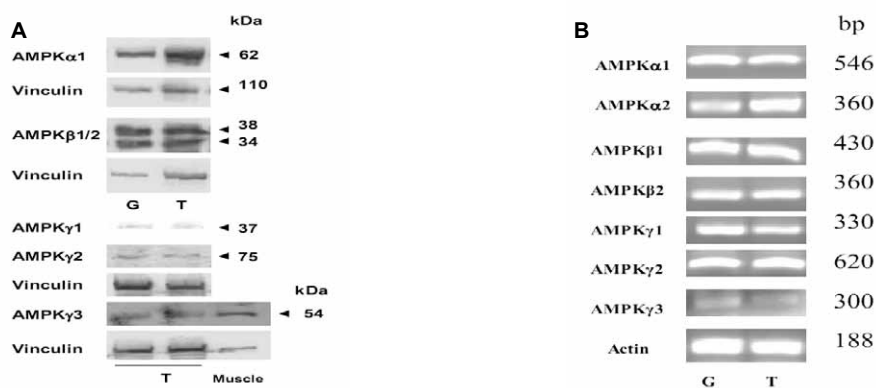 A
kDa
AMPKα1 ◄ 62
Vinculin ◄ 110
AMPKβ1/2 ◄ 38
◄ 34
Vinculin
G T
AMPKγ1 ◄ 37
AMPKγ2 ◄ 75
Vinculin
kDa
AMPKγ3 ◄ 54
Vinculin
T Muscle
B
bp
AMPKα1 546
AMPKα2 360
AMPKβ1 430
AMPKβ2 360
AMPKγ1 330
AMPKγ2 620
AMPKγ3 300
Actin 188
G T